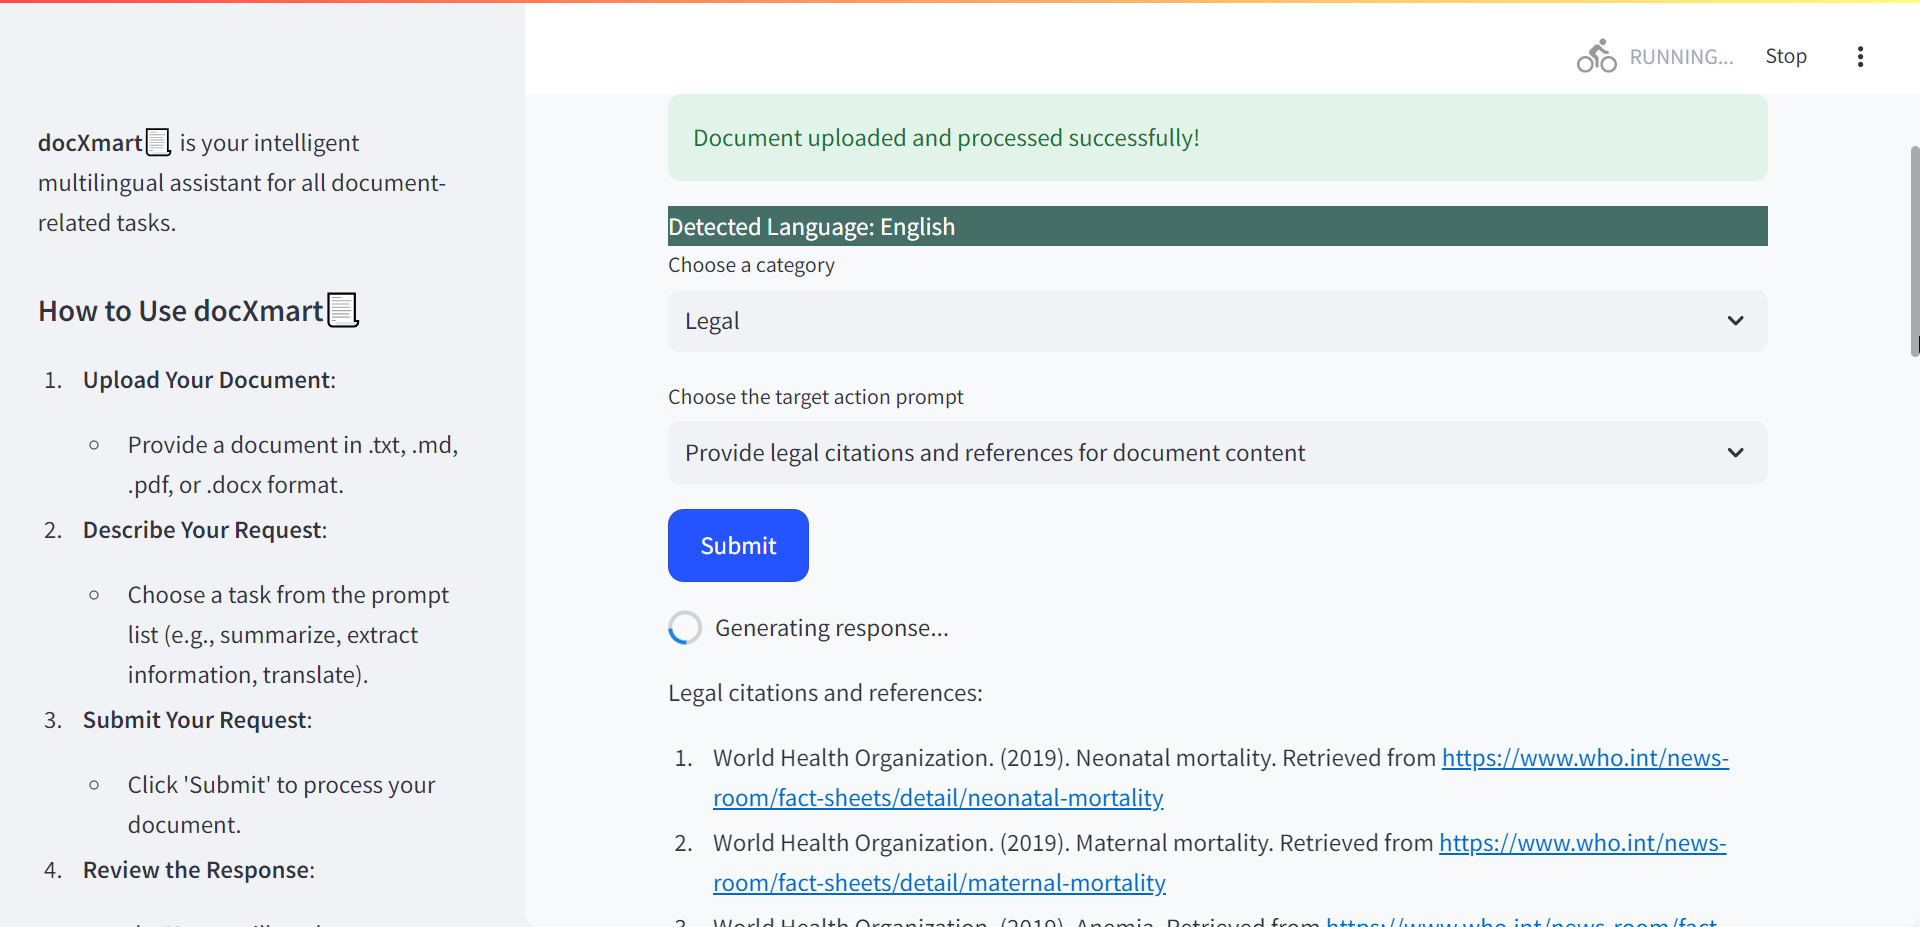 RUNNING...
Stop
docXmart is your intelligent
multilingual assistant for all document-
related tasks.
How to Use docXmart
1. Upload Your Document:
Provide a document in .txt, .md,
.pdf, or .docx format.
2. Describe Your Request:
Choose a task from the prompt
list (e.g., summarize, extract
information, translate).
3. Submit Your Request:
Click 'Submit' to process your
document.
4. Review the Response:
Document uploaded and processed successfully!
Detected Language: English
Choose a category
Legal
Choose the target action prompt
Provide legal citations and references for document content
Submit
Generating response...
Legal citations and references:
1. World Health Organization. (2019). Neonatal mortality. Retrieved from https://www.who.int/news-
room/fact-sheets/detail/neonatal-mortality
2. World Health Organization. (2019). Maternal mortality. Retrieved from https://www.who.int/news-
room/fact-sheets/detail/maternal-mortality
3. World Health Organization. (2019). Anemia. Retrieved from https://www.who.int/news-room/fact-